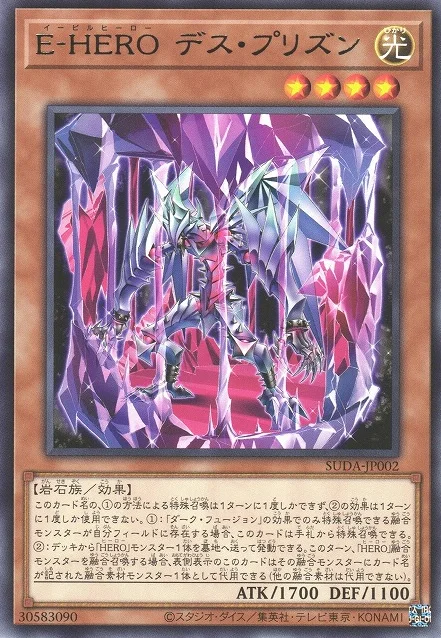 イービルヒーロー
E-HERO デス・プリズン
ひかり
光
SUDA-JP002
【岩石族/効果】
このカード名の、①の方法による特殊召喚は1ターンに1度しかできず、②の効果は1ターン
に1度しか使用できない。①:「ダーク・フュージョン」の効果でのみ特殊召喚できる融合
モンスターが自分フィールドに存在する場合、このカードは手札から特殊召喚できる。
②:デッキから「HERO」モンスター1体を墓地へ送って発動できる。このターン、「HERO」融合
モンスターを融合召喚する場合、表側表示のこのカードはその融合モンスターにカード名
が記された融合素材モンスター1体として代用できる(他の融合素材は代用できない)。
ATK/1700 DEF/1100
30583090
©スタジオ・ダイス/集英社・テレビ東京・KONAMI